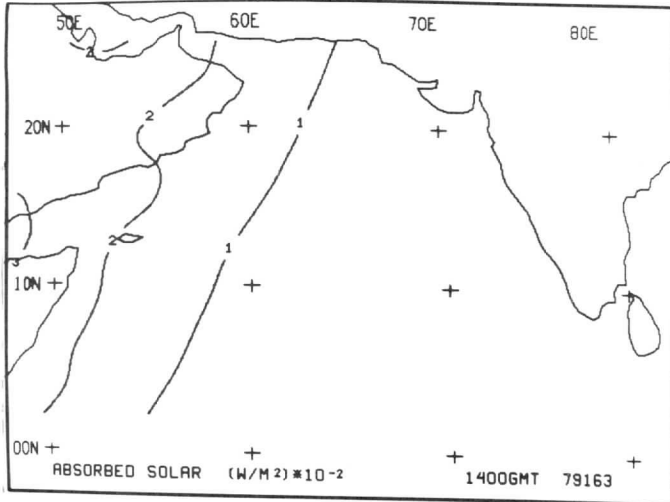 50E 60E 70E 80E
2
20N 2 1
2 1
3
10N
00N
ABSORBED SOLAR (W/M²)*10⁻² 1400GMT 79163